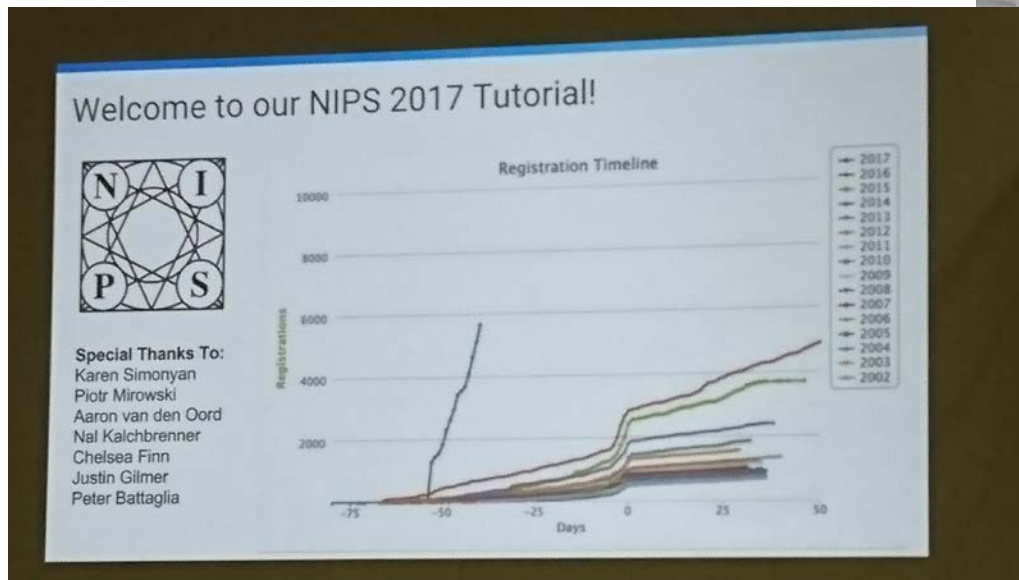 Welcome to our NIPS 2017 Tutorial!
N I
P S
Special Thanks To:
Karen Simonyan
Piotr Mirowski
Aaron van den Oord
Nal Kalchbrenner
Chelsea Finn
Justin Gilmer
Peter Battaglia
Registration Timeline
Registrations
10000
8000
6000
4000
2000
-75 -50 -25 0 25 50
Days
2017
2016
2015
2014
2013
2012
2011
2010
2009
2008
2007
2006
2005
2004
2003
2002